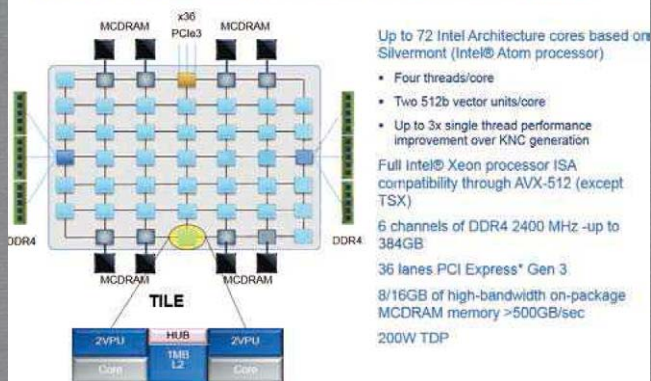 x36
MCDRAM
MCDRAM
PCIe3
DDR4
DDR4
MCDRAM
MCDRAM
TILE
2VPU
HUB
2VPU
1MB
L2
Core
Core
Up to 72 Intel Architecture cores based on
Silvermont (Intel® Atom processor)
• Four threads/core
• Two 512b vector units/core
• Up to 3x single thread performance
improvement over KNC generation
Full Intel® Xeon processor ISA
compatibility through AVX-512 (except
TSX)
6 channels of DDR4 2400 MHz -up to
384GB
36 lanes PCI Express* Gen 3
8/16GB of high-bandwidth on-package
MCDRAM memory >500GB/sec
200W TDP